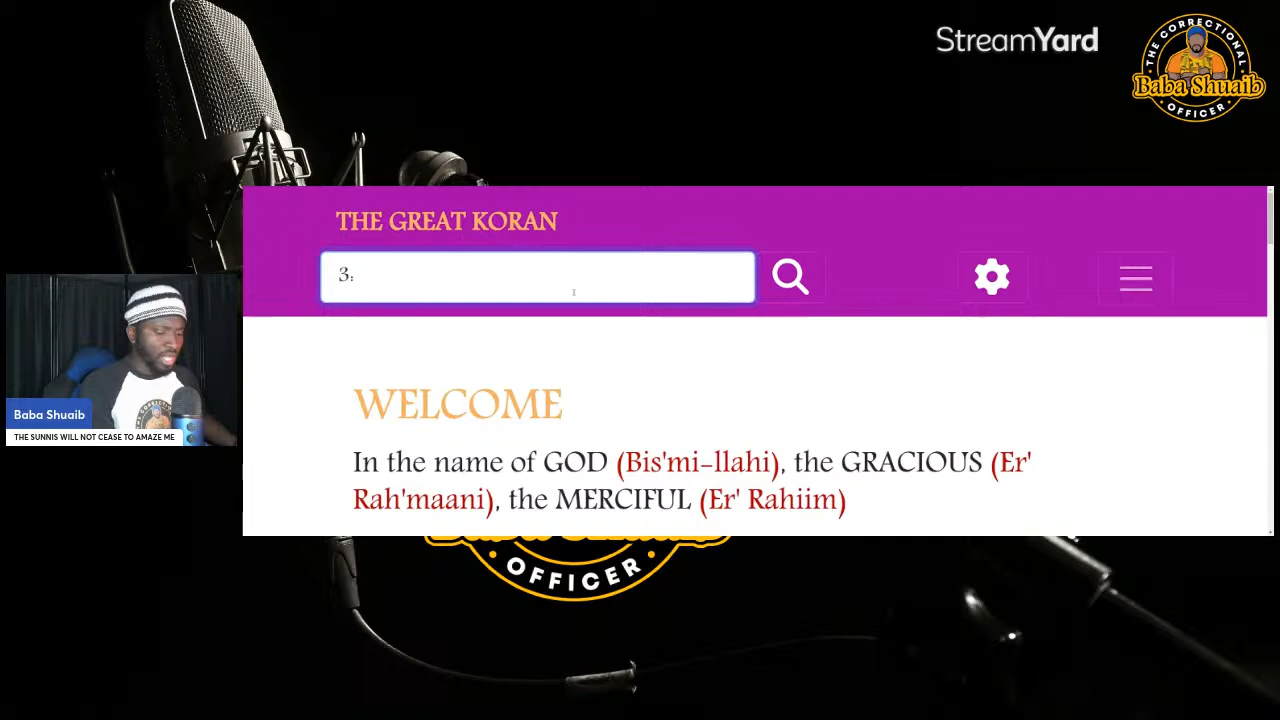 StreamYard
THE CORRECTIONAL
Baba Shuaib
OFFICER
THE GREAT KORAN
3:
WELCOME
In the name of GOD (Bis'mi-llahi), the GRACIOUS (Er'
Rah'maani), the MERCIFUL (Er' Rahiim)
Baba Shuaib
THE SUNNIS WILL NOT CEASE TO AMAZE ME
OFFICER